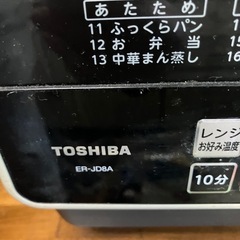 あたため
11 ふっくらパン
12 お弁当
13 中華まん蒸し
レンジ
お好み温度
TOSHIBA
ER-JD8A
10分